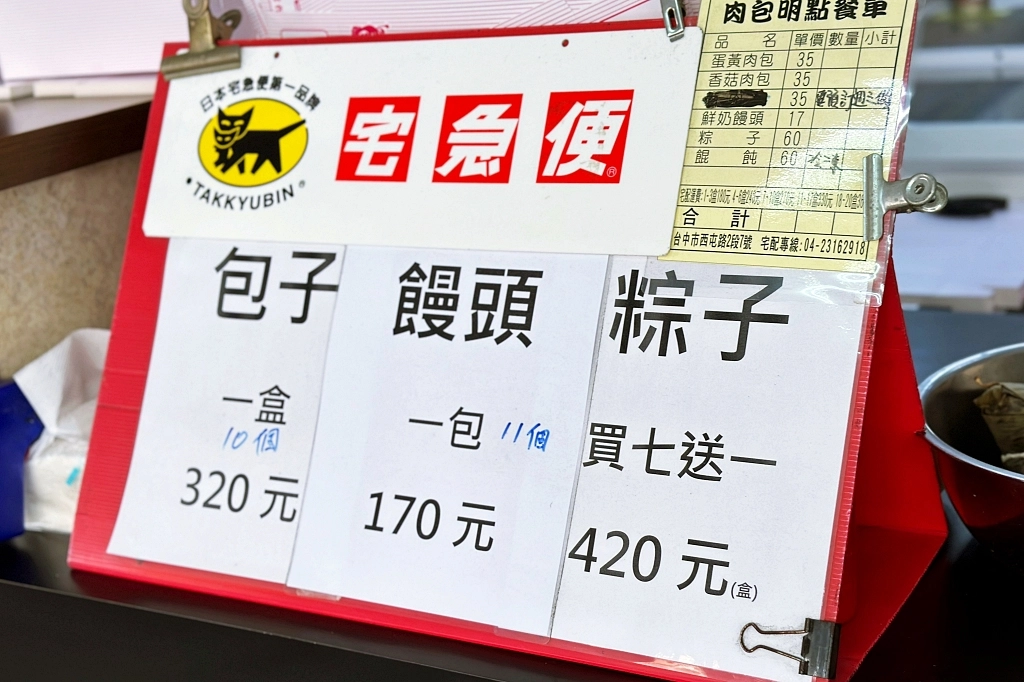 日本宅急便第一品牌
TAKKYUBIN®
宅急便®
肉包明點餐單
品 名 單價 數量 小計
蛋黃肉包 35
香菇肉包 35
35
鮮奶饅頭 17
粽 子 60
餛 飩 60
合 計
台中市西屯路2段7號 宅配專線:04-23162918
包子
一盒
10個
320元
饅頭
一包 11個
170元
粽子
買七送一
420元(盒)